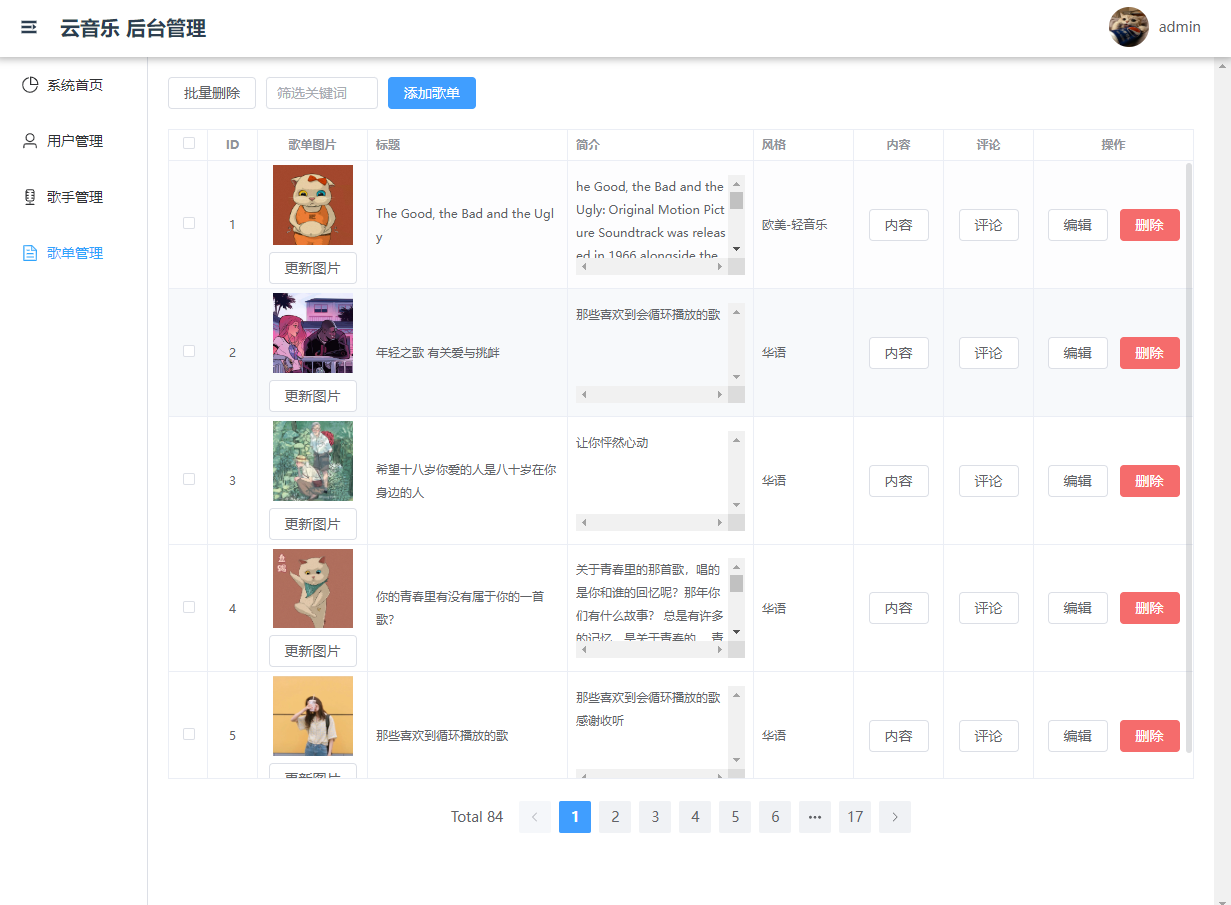 云音乐 后台管理
admin
系统首页
用户管理
歌手管理
歌单管理
批量删除 筛选关键词 添加歌单
ID 歌单图片 标题 简介 风格 内容 评论 操作
1
更新图片
The Good, the Bad and the Ugl
y
he Good, the Bad and the
Ugly: Original Motion Pict
ure Soundtrack was releas
ed in 1966 alongside the
欧美-轻音乐
内容 评论 编辑 删除
2
更新图片
年轻之歌 有关爱与挑衅
那些喜欢到会循环播放的歌
华语
内容 评论 编辑 删除
3
更新图片
希望十八岁你爱的人是八十岁在你
身边的人
让你怦然心动
华语
内容 评论 编辑 删除
4
更新图片
你的青春里有没有属于你的一首
歌?
关于青春里的那首歌，唱的
是你和谁的回忆呢？那年你
们有什么故事？ 总是有许多
的记忆，是关于青春的。青
华语
内容 评论 编辑 删除
5
更新图片
那些喜欢到循环播放的歌
那些喜欢到会循环播放的歌
感谢收听
华语
内容 评论 编辑 删除
Total 84 1 2 3 4 5 6 ••• 17